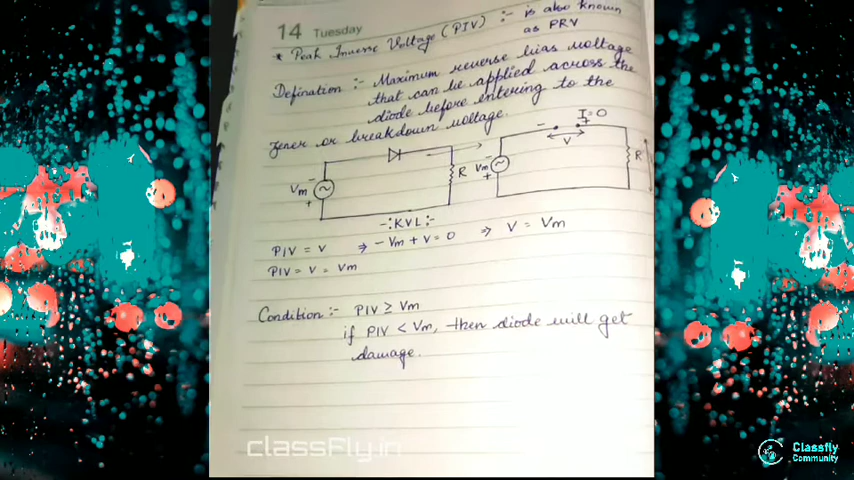 14 Tuesday
* Peak Inverse Voltage (PIV) :- is also known
as PRV
Defination :- Maximum reverse bias voltage
that can be applied across the
diode before entering to the
Zener or breakdown voltage.
I=0
- +
V
Vm - + R
Vm - + R
-:KVL:-
PIV = V ⇒ -Vm + V = 0 ⇒ V = Vm
PIV = V = Vm
Condition :- PIV ≥ Vm
if PIV < Vm, then diode will get
damage.
classFly.in
Classfly
Community